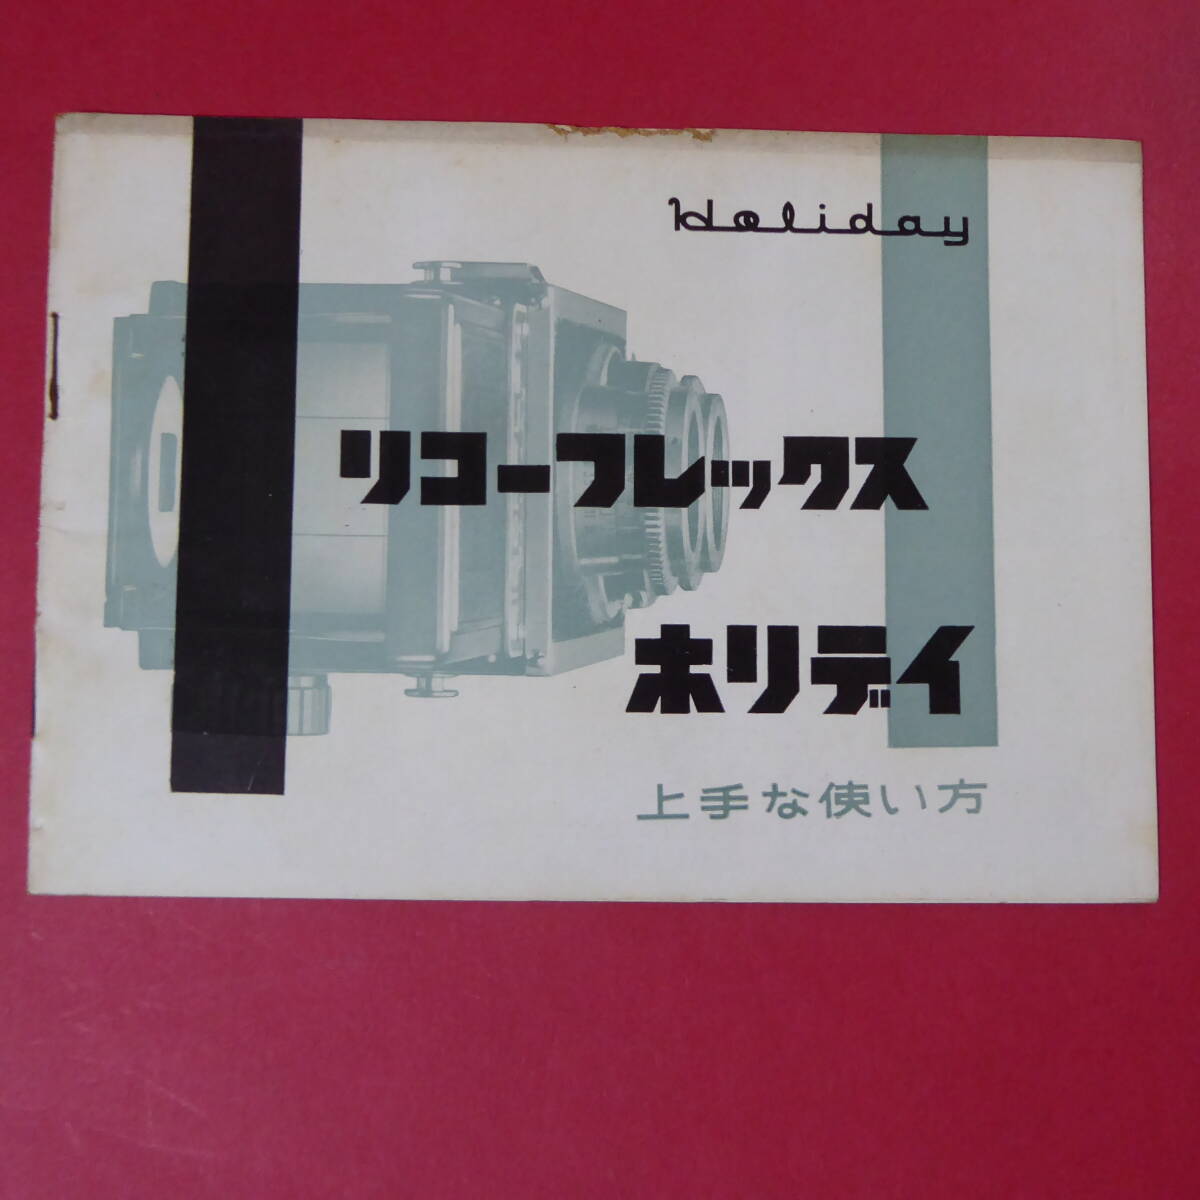 Holiday
リコーフレックス
ホリデイ
上手な使い方